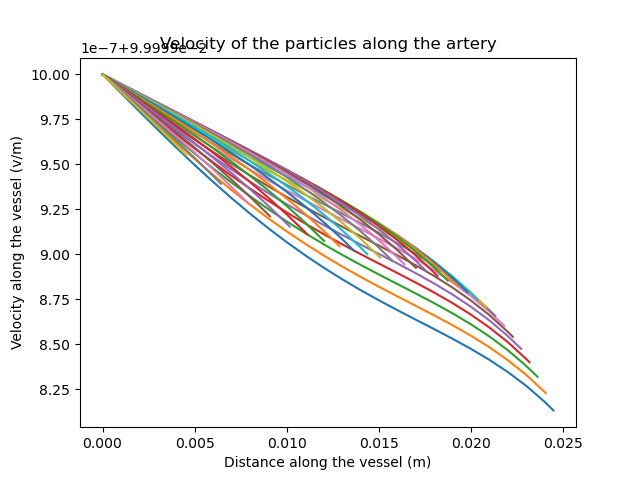 Velocity of the particles along the artery
1e−7+9.9999e−2
10.00
9.75
9.50
9.25
9.00
8.75
8.50
8.25
Velocity along the vessel (v/m)
0.000 0.005 0.010 0.015 0.020 0.025
Distance along the vessel (m)